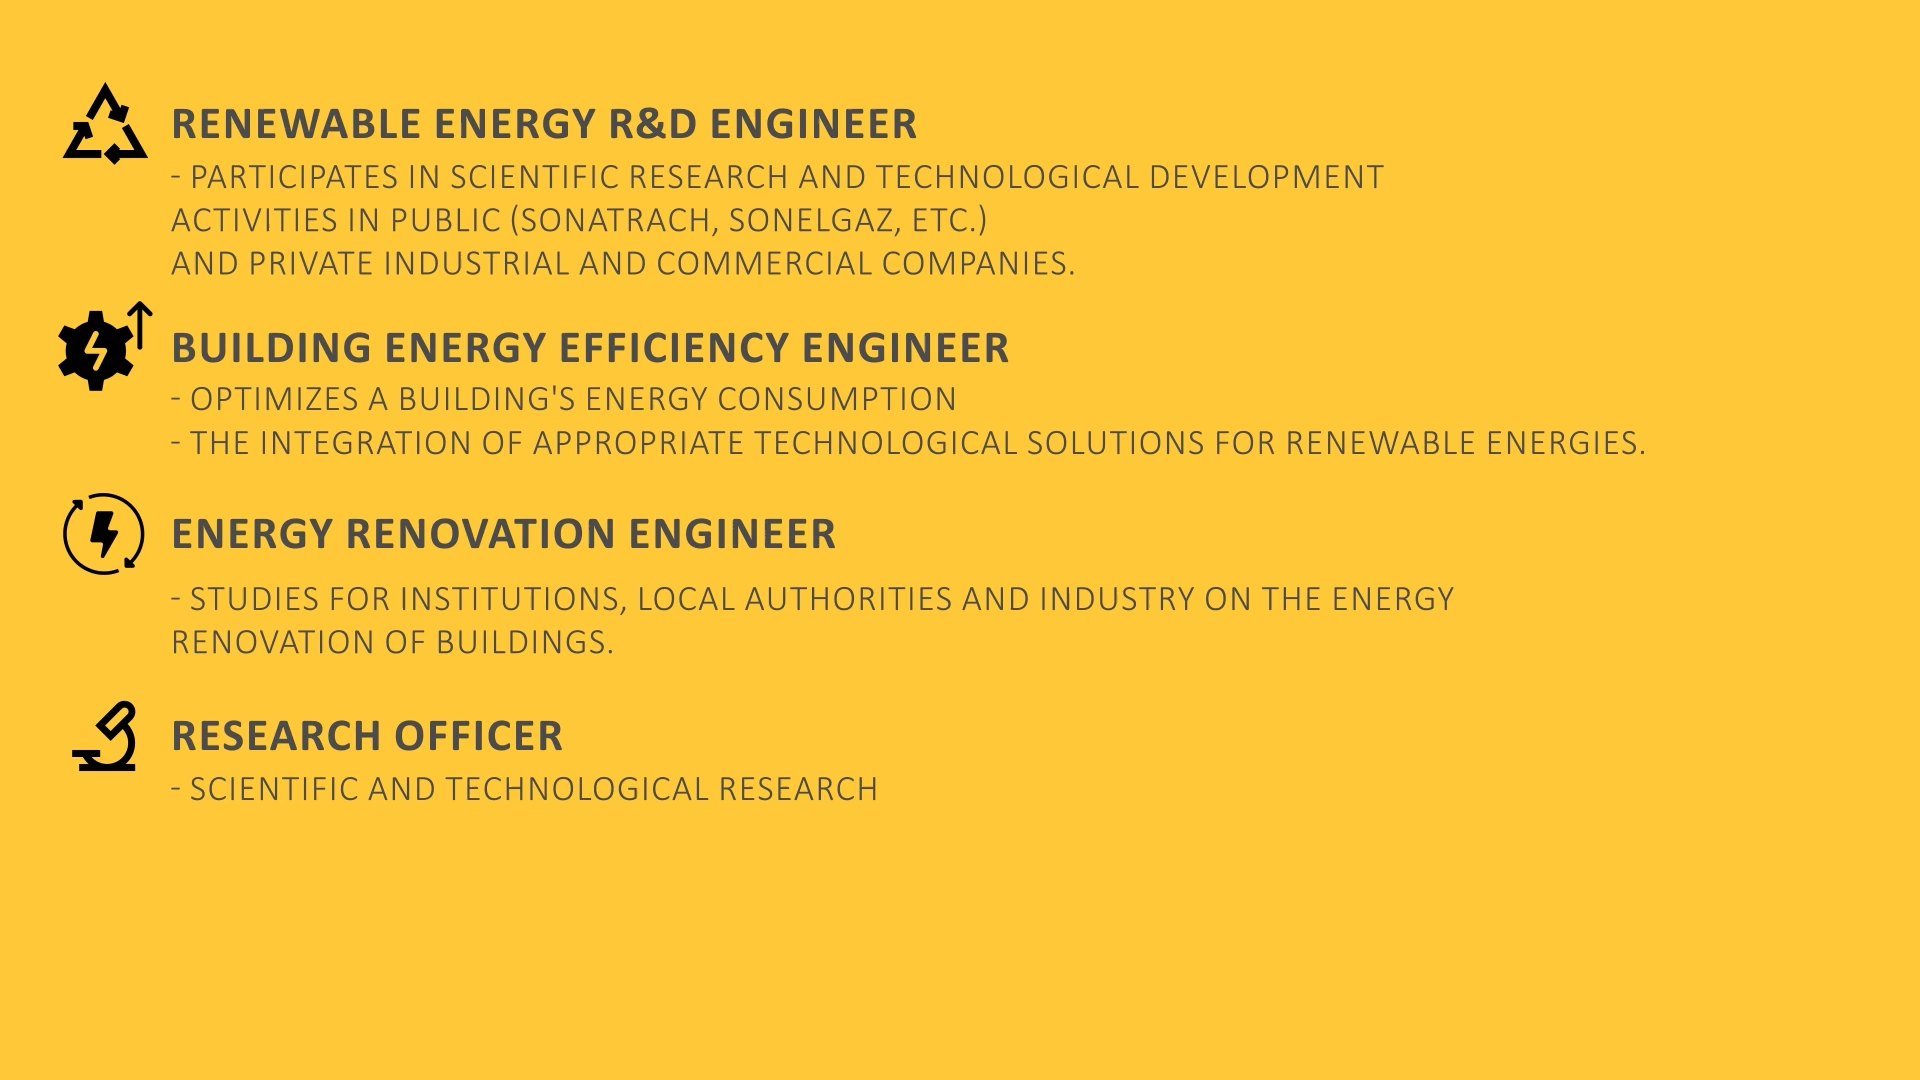 RENEWABLE ENERGY R&D ENGINEER
- PARTICIPATES IN SCIENTIFIC RESEARCH AND TECHNOLOGICAL DEVELOPMENT
ACTIVITIES IN PUBLIC (SONATRACH, SONELGAZ, ETC.)
AND PRIVATE INDUSTRIAL AND COMMERCIAL COMPANIES.
BUILDING ENERGY EFFICIENCY ENGINEER
- OPTIMIZES A BUILDING'S ENERGY CONSUMPTION
- THE INTEGRATION OF APPROPRIATE TECHNOLOGICAL SOLUTIONS FOR RENEWABLE ENERGIES.
ENERGY RENOVATION ENGINEER
- STUDIES FOR INSTITUTIONS, LOCAL AUTHORITIES AND INDUSTRY ON THE ENERGY
RENOVATION OF BUILDINGS.
RESEARCH OFFICER
- SCIENTIFIC AND TECHNOLOGICAL RESEARCH